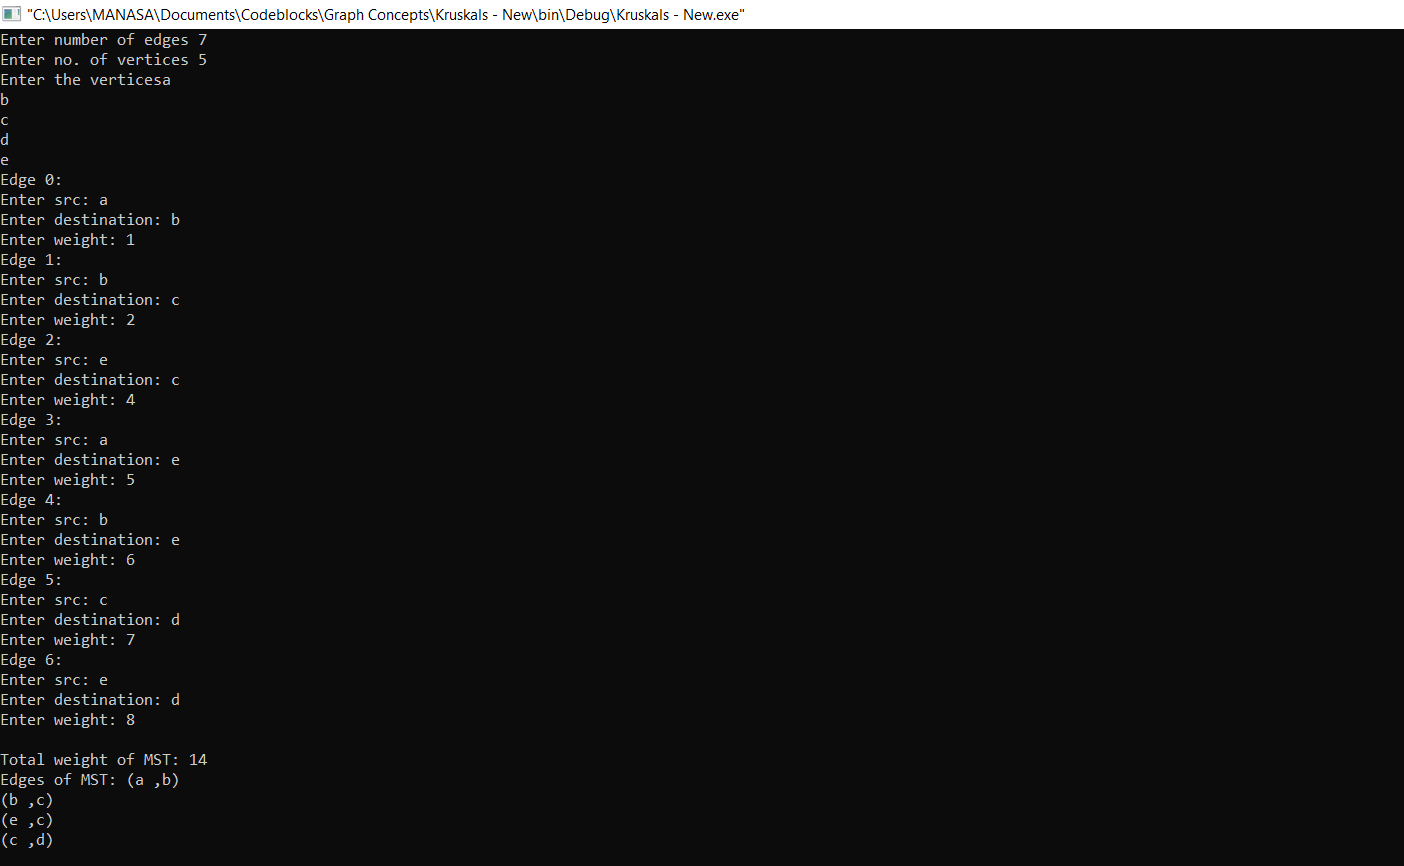 "C:\Users\MANASA\Documents\Codeblocks\Graph Concepts\Kruskals - New\bin\Debug\Kruskals - New.exe"
Enter number of edges 7
Enter no. of vertices 5
Enter the verticesa
b
c
d
e
Edge 0:
Enter src: a
Enter destination: b
Enter weight: 1
Edge 1:
Enter src: b
Enter destination: c
Enter weight: 2
Edge 2:
Enter src: e
Enter destination: c
Enter weight: 4
Edge 3:
Enter src: a
Enter destination: e
Enter weight: 5
Edge 4:
Enter src: b
Enter destination: e
Enter weight: 6
Edge 5:
Enter src: c
Enter destination: d
Enter weight: 7
Edge 6:
Enter src: e
Enter destination: d
Enter weight: 8
Total weight of MST: 14
Edges of MST: (a ,b)
(b ,c)
(e ,c)
(c ,d)